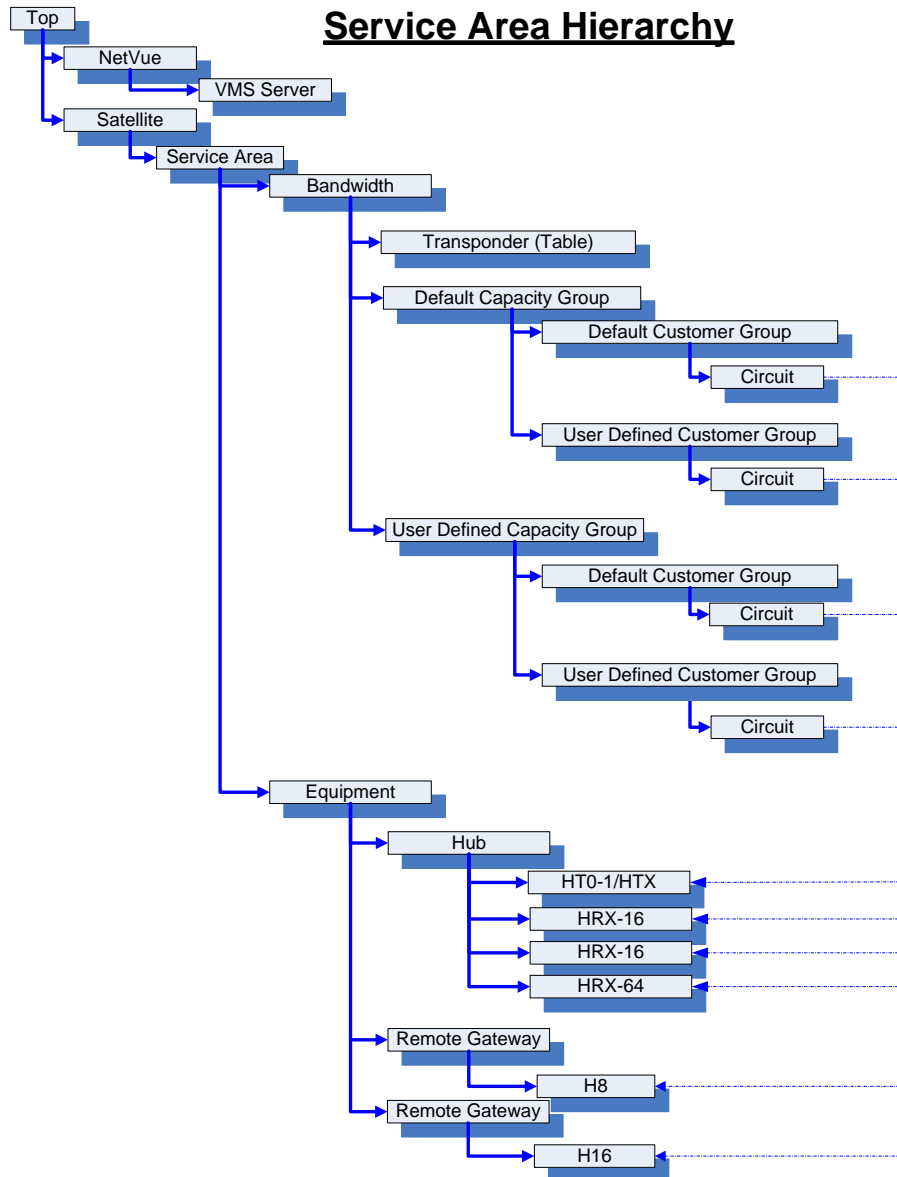 Service Area Hierarchy
Top
NetVue
VMS Server
Satellite
Service Area
Bandwidth
Transponder (Table)
Default Capacity Group
Default Customer Group
Circuit
User Defined Customer Group
Circuit
User Defined Capacity Group
Default Customer Group
Circuit
User Defined Customer Group
Circuit
Equipment
Hub
HT0-1/HTX
HRX-16
HRX-16
HRX-64
Remote Gateway
H8
Remote Gateway
H16